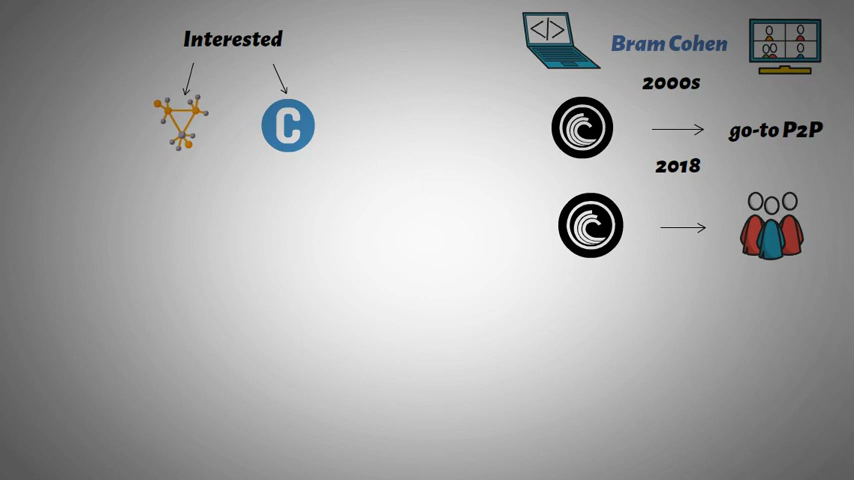 Interested
C
</>
Bram Cohen
2000s
go-to P2P
2018